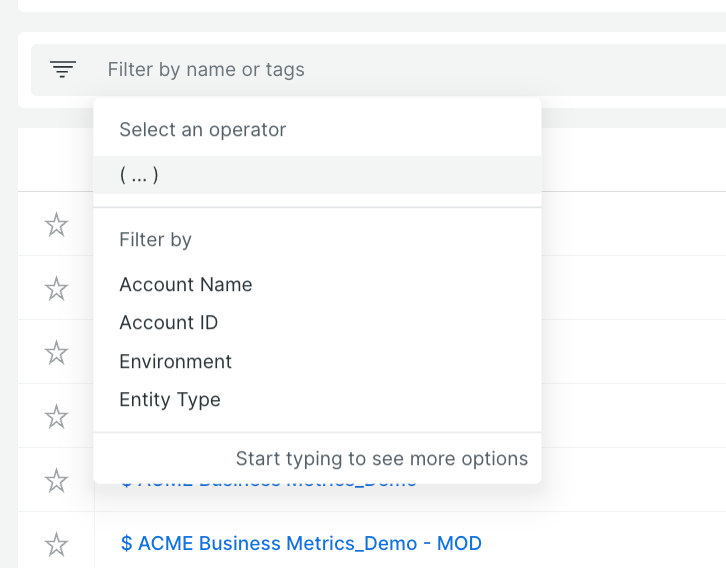 Filter by name or tags
Select an operator
( ... )
Filter by
Account Name
Account ID
Environment
Entity Type
Start typing to see more options
$ ACME Business Metrics_Demo
$ ACME Business Metrics_Demo - MOD